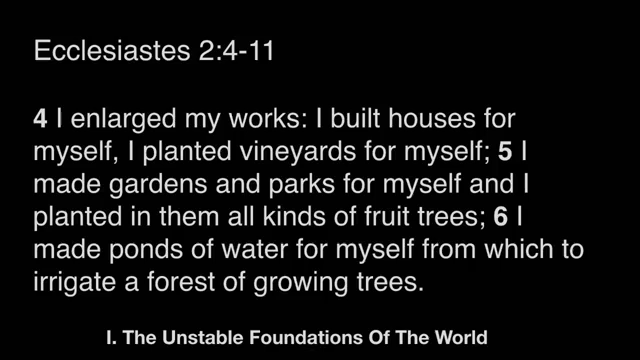 Ecclesiastes 2:4-11
4 I enlarged my works: I built houses for
myself, I planted vineyards for myself; 5 I
made gardens and parks for myself and I
planted in them all kinds of fruit trees; 6 I
made ponds of water for myself from which to
irrigate a forest of growing trees.
I. The Unstable Foundations Of The World